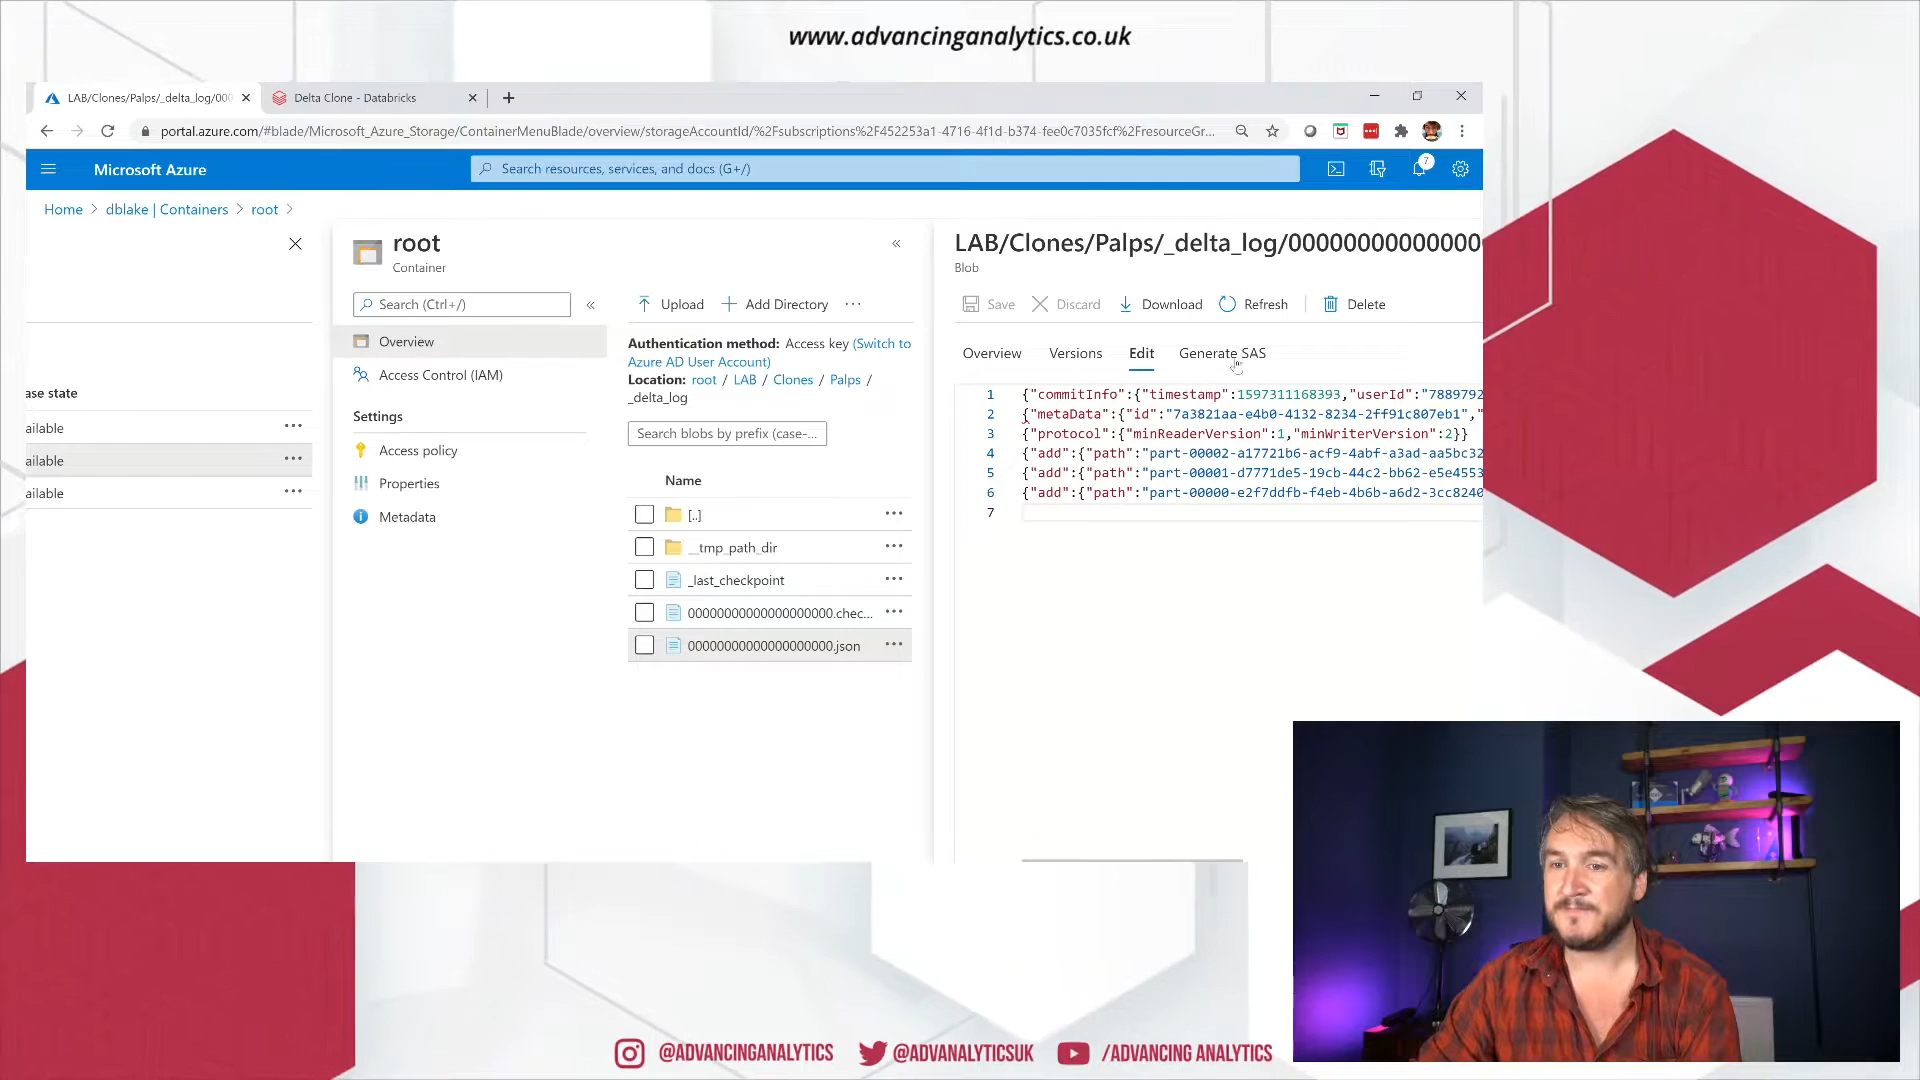 www.advancinganalytics.co.uk
LAB/Clones/Palps/_delta_log/000
Delta Clone - Databricks
portal.azure.com/#blade/Microsoft_Azure_Storage/ContainerMenuBlade/overview/storageAccountId/%2Fsubscriptions%2F452253a1-4716-4f1d-b374-fee0c7035fcf%2FresourceGr...
Microsoft Azure
Search resources, services, and docs (G+/)
7
Home > dblake | Containers > root >
root
Container
Search (Ctrl+/)
Overview
Access Control (IAM)
Settings
Access policy
Properties
Metadata
ase state
ailable
ailable
ailable
Upload
Add Directory
Authentication method: Access key (Switch to
Azure AD User Account)
Location: root / LAB / Clones / Palps /
_delta_log
Search blobs by prefix (case-...
Name
[..]
__tmp_path_dir
_last_checkpoint
00000000000000000000.chec...
00000000000000000000.json
LAB/Clones/Palps/_delta_log/00000000000000
Blob
Save
Discard
Download
Refresh
Delete
Overview
Versions
Edit
Generate SAS
1 {"commitInfo":{"timestamp":1597311168393,"userId":"7889792
2 {"metaData":{"id":"7a3821aa-e4b0-4132-8234-2ff91c807eb1","
3 {"protocol":{"minReaderVersion":1,"minWriterVersion":2}}
4 {"add":{"path":"part-00002-a17721b6-acf9-4abf-a3ad-aa5bc32
5 {"add":{"path":"part-00001-d7771de5-19cb-44c2-bb62-e5e4553
6 {"add":{"path":"part-00000-e2f7ddfb-f4eb-4b6b-a6d2-3cc8240
7
@ADVANCINGANALYTICS
@ADVANALYTICSUK
/ADVANCING ANALYTICS